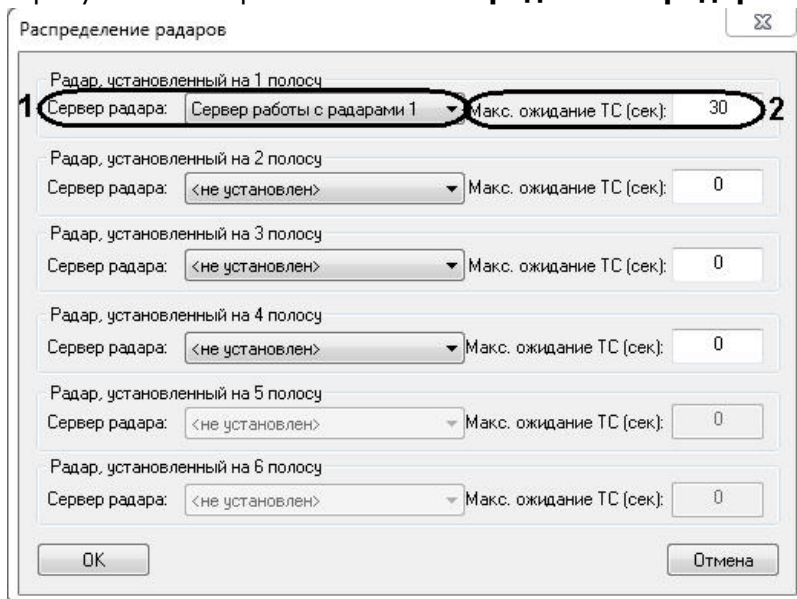 Распределение радаров
Радар, установленный на 1 полосу
1 Сервер радара: Сервер работы с радарами 1 Макс. ожидание ТС (сек): 30 2
Радар, установленный на 2 полосу
Сервер радара: <не установлен> Макс. ожидание ТС (сек): 0
Радар, установленный на 3 полосу
Сервер радара: <не установлен> Макс. ожидание ТС (сек): 0
Радар, установленный на 4 полосу
Сервер радара: <не установлен> Макс. ожидание ТС (сек): 0
Радар, установленный на 5 полосу
Сервер радара: <не установлен> Макс. ожидание ТС (сек): 0
Радар, установленный на 6 полосу
Сервер радара: <не установлен> Макс. ожидание ТС (сек): 0
ОК Отмена